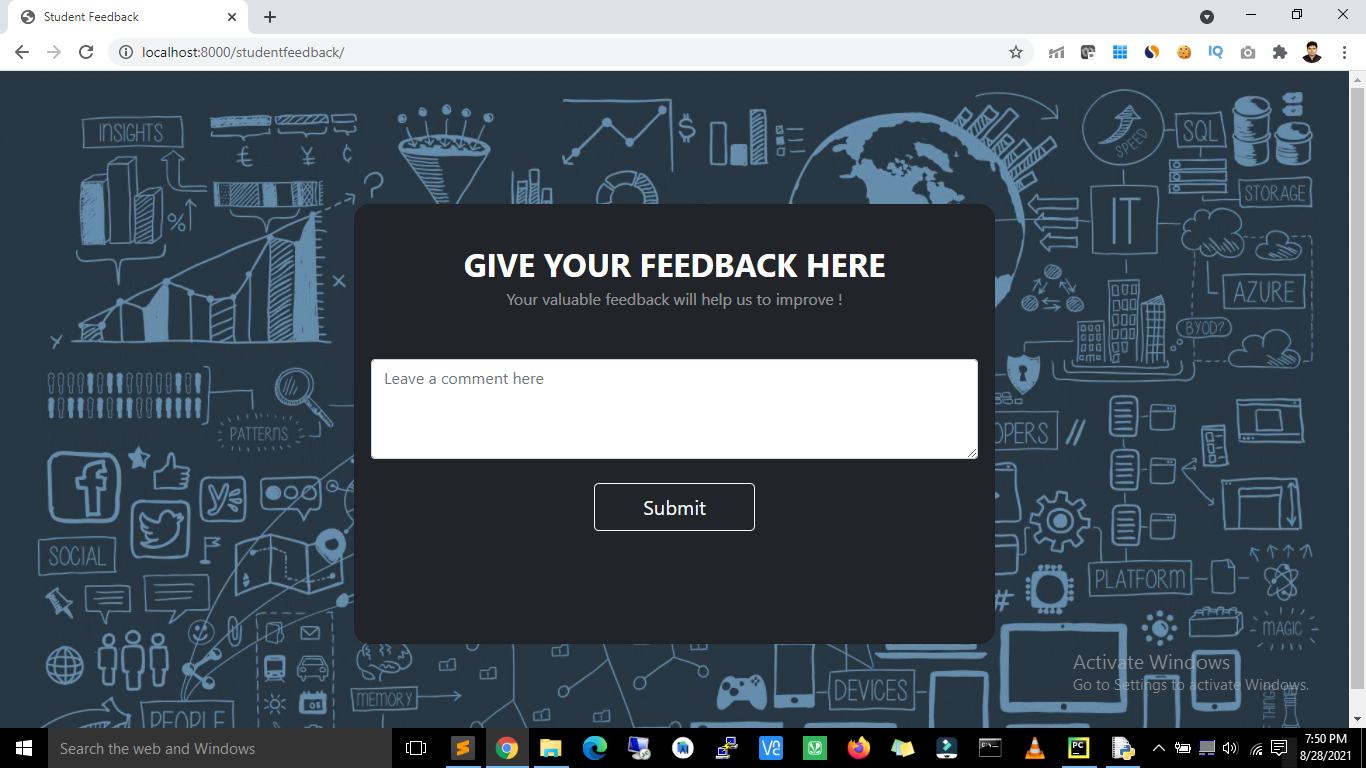 Student Feedback
localhost:8000/studentfeedback/
INSIGHTS
SPEED
SQL
STORAGE
IT
AZURE
BYOD?
GIVE YOUR FEEDBACK HERE
Your valuable feedback will help us to improve !
Leave a comment here
PATTERNS
OPERS
Submit
SOCIAL
PLATFORM
MAGIC
Activate Windows
Go to Settings to activate Windows.
MEMORY
DEVICES
PEOPLE
Search the web and Windows
7:50 PM
8/28/2021